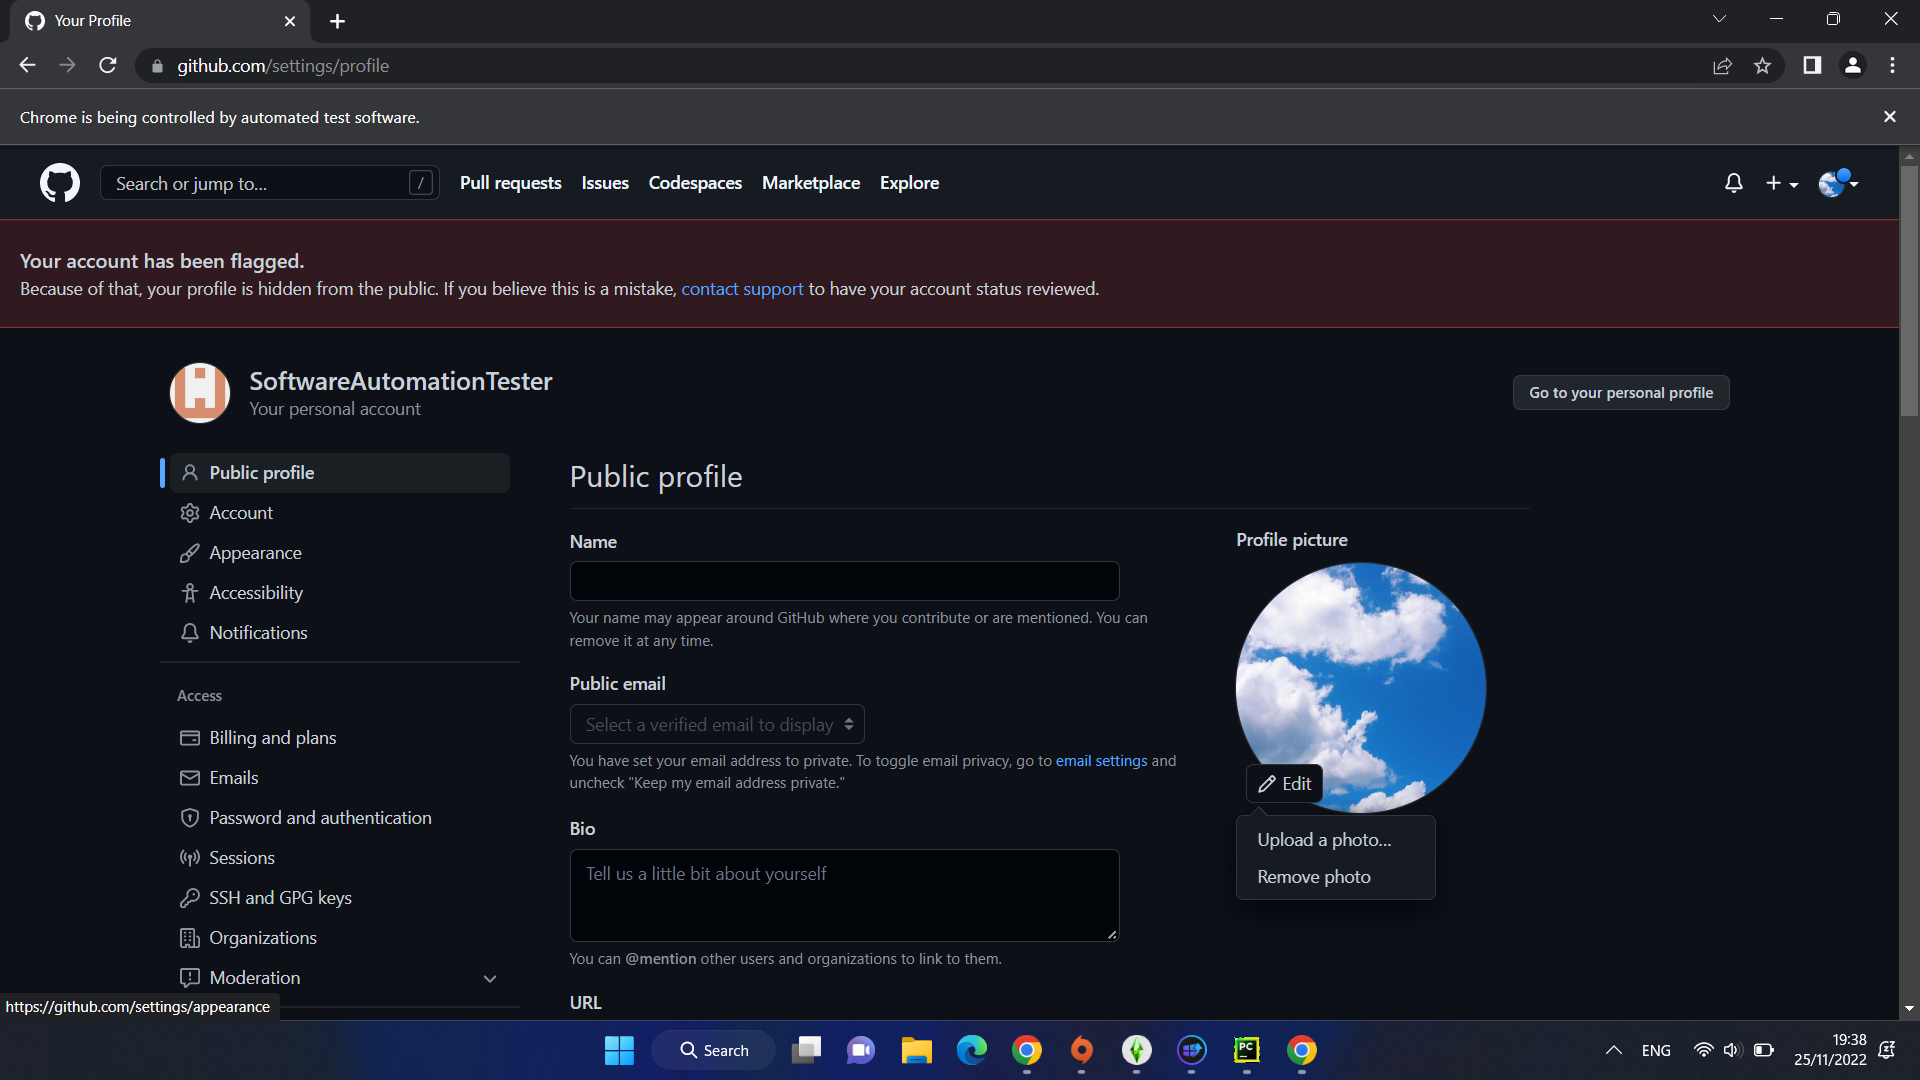 Your Profile
github.com/settings/profile
Chrome is being controlled by automated test software.
Search or jump to...
/
Pull requests
Issues
Codespaces
Marketplace
Explore
Your account has been flagged.
Because of that, your profile is hidden from the public. If you believe this is a mistake, contact support to have your account status reviewed.
SoftwareAutomationTester
Your personal account
Go to your personal profile
Public profile
Account
Appearance
Accessibility
Notifications
Access
Billing and plans
Emails
Password and authentication
Sessions
SSH and GPG keys
Organizations
Moderation
Public profile
Name
Your name may appear around GitHub where you contribute or are mentioned. You can
remove it at any time.
Public email
Select a verified email to display
You have set your email address to private. To toggle email privacy, go to email settings and
uncheck "Keep my email address private."
Bio
Tell us a little bit about yourself
You can @mention other users and organizations to link to them.
URL
Profile picture
Edit
Upload a photo...
Remove photo
https://github.com/settings/appearance
Search
PC
ENG
19:38
25/11/2022